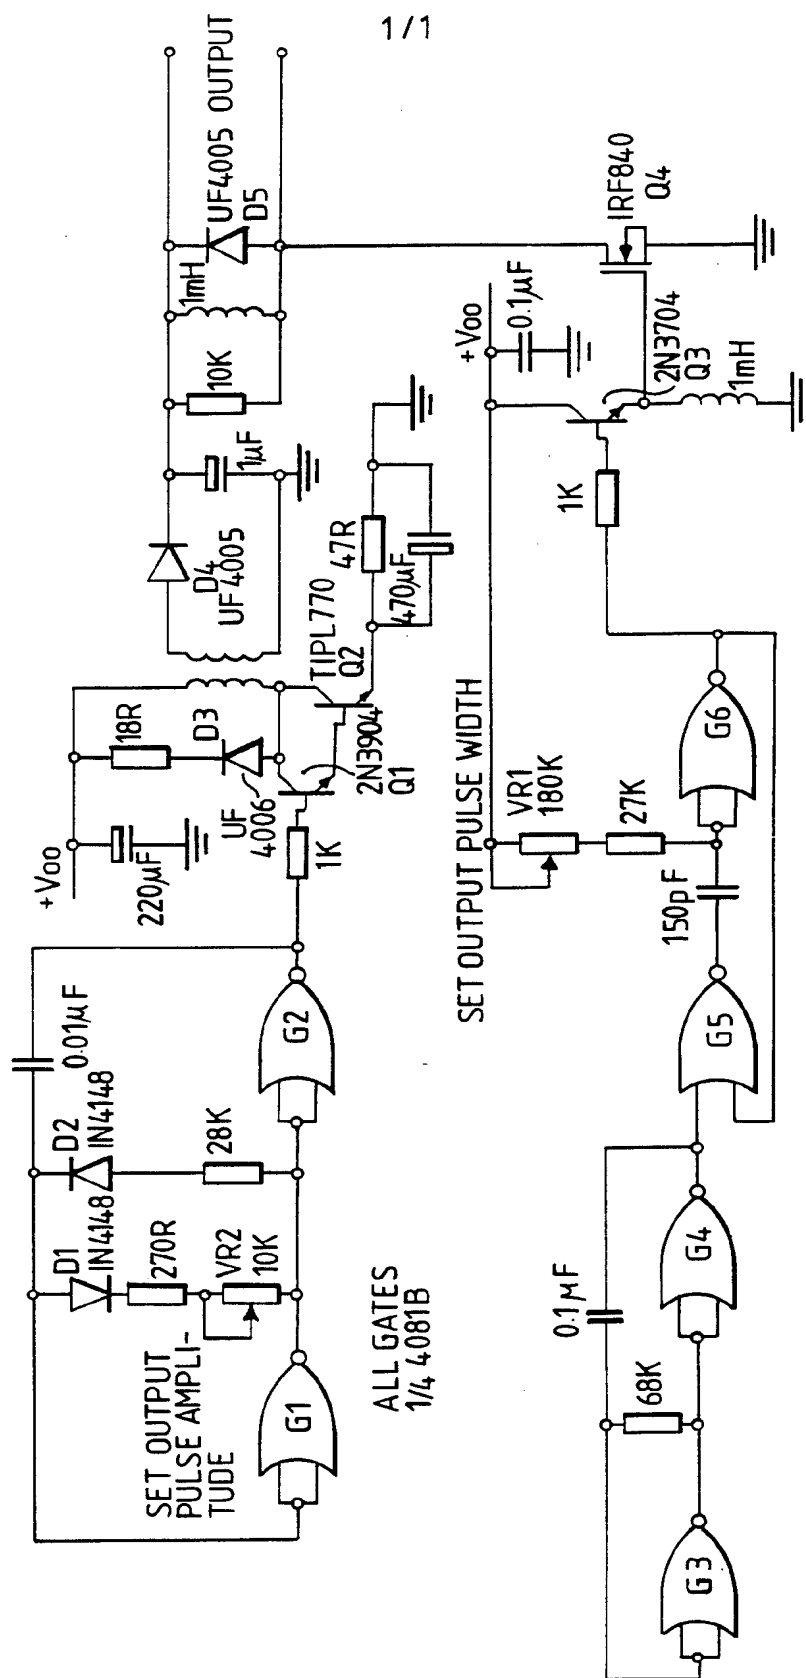 1/1
+Voo
220µF
18R
D3
UF
4006
1K
2N3904
Q1
TIPL770
Q2
47R
470µF
D4
UF4005
1µF
10K
1mH
UF4005 OUTPUT
D5
0.01µF
D1
IN4148
D2
IN4148
270R
VR2
10K
28K
SET OUTPUT
PULSE AMPLI-
TUDE
G1
G2
ALL GATES
1/4 4081B
SET OUTPUT PULSE WIDTH
VR1
180K
27K
150pF
+Voo
0.1µF
2N3704
Q3
1mH
IRF840
Q4
1K
0.1µF
68K
G3
G4
G5
G6